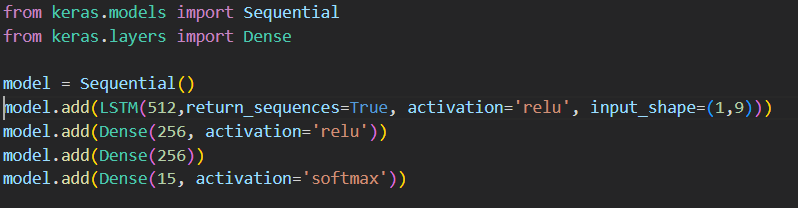 from keras.models import Sequential
from keras.layers import Dense
model = Sequential()
model.add(LSTM(512,return_sequences=True, activation='relu', input_shape=(1,9)))
model.add(Dense(256, activation='relu'))
model.add(Dense(256))
model.add(Dense(15, activation='softmax'))